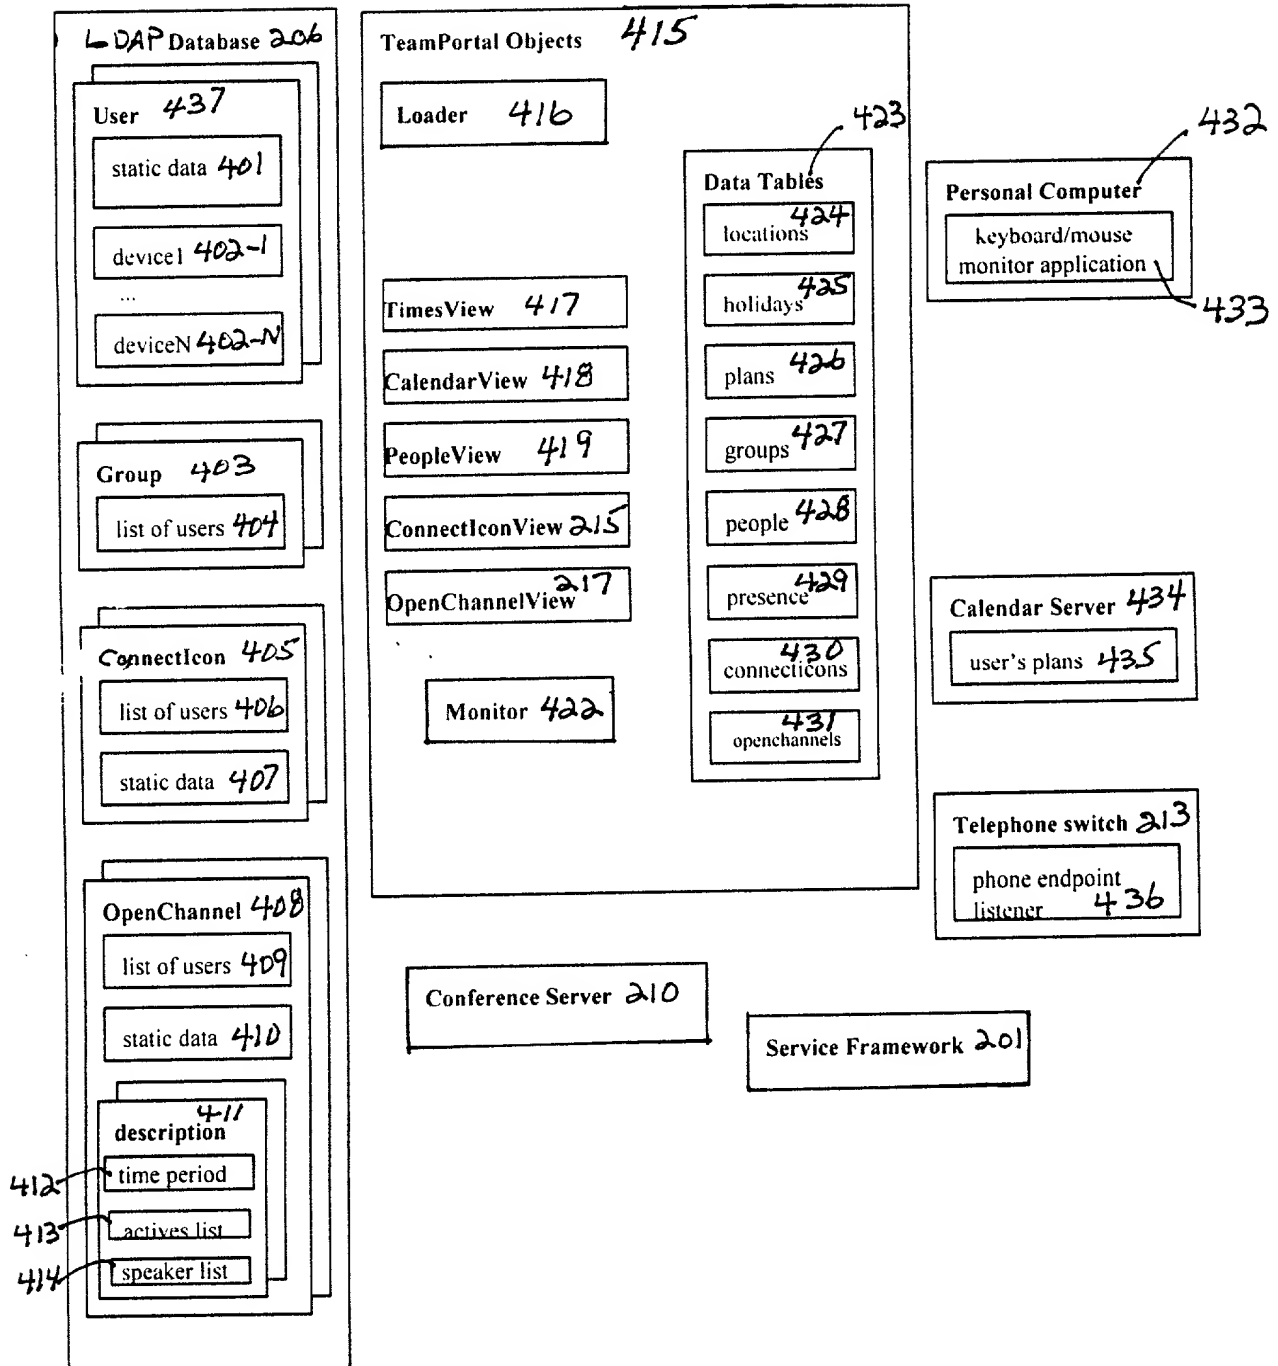 LDAP Database 206
User 437
static data 401
device1 402-1
...
deviceN 402-N
Group 403
list of users 404
ConnectIcon 405
list of users 406
static data 407
OpenChannel 408
list of users 409
static data 410
411
description
412 time period
413 actives list
414 speaker list
TeamPortal Objects 415
Loader 416
TimesView 417
CalendarView 418
PeopleView 419
ConnectIconView 215
217
OpenChannelView
Monitor 422
423
Data Tables
424
locations
425
holidays
plans 426
groups 427
people 428
presence 429
430
connecticons
431
openchannels
432
Personal Computer
keyboard/mouse
monitor application
433
Calendar Server 434
user's plans 435
Telephone switch 213
phone endpoint
listener 436
Conference Server 210
Service Framework 201